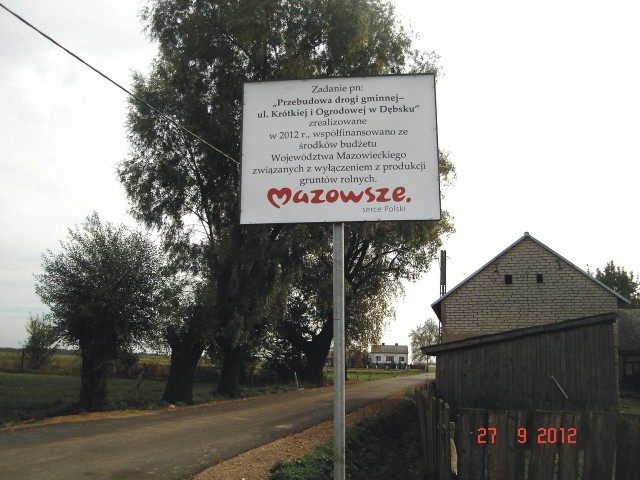 Zadanie pn:
„Przebudowa drogi gminnej–
ul. Krótkiej i Ogrodowej w Dębsku”
zrealizowane
w 2012 r., współfinansowano ze
środków budżetu
Województwa Mazowieckiego
związanych z wyłączeniem z produkcji
gruntów rolnych.
Mazowsze.
serce Polski
27 9 2012